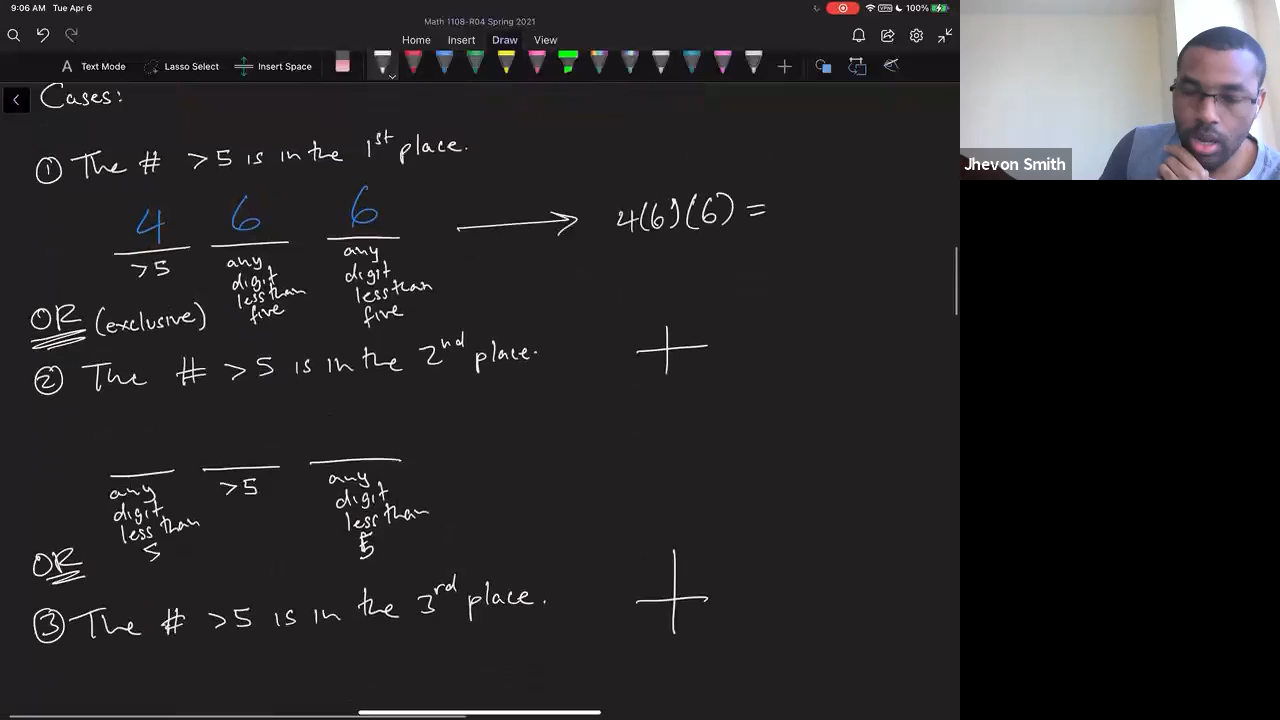 9:06 AM Tue Apr 6
100%
Math 1108-R04 Spring 2021
Home Insert Draw View
Text Mode Lasso Select Insert Space
Cases:
① The # >5 is in the 1st place.
4 6 6 → 4(6)(6) =
>5 any digit less than five any digit less than five
OR (exclusive)
② The # >5 is in the 2nd place. +
any digit less than 5 >5 any digit less than 5
OR
③ The # >5 is in the 3rd place. +
Jhevon Smith